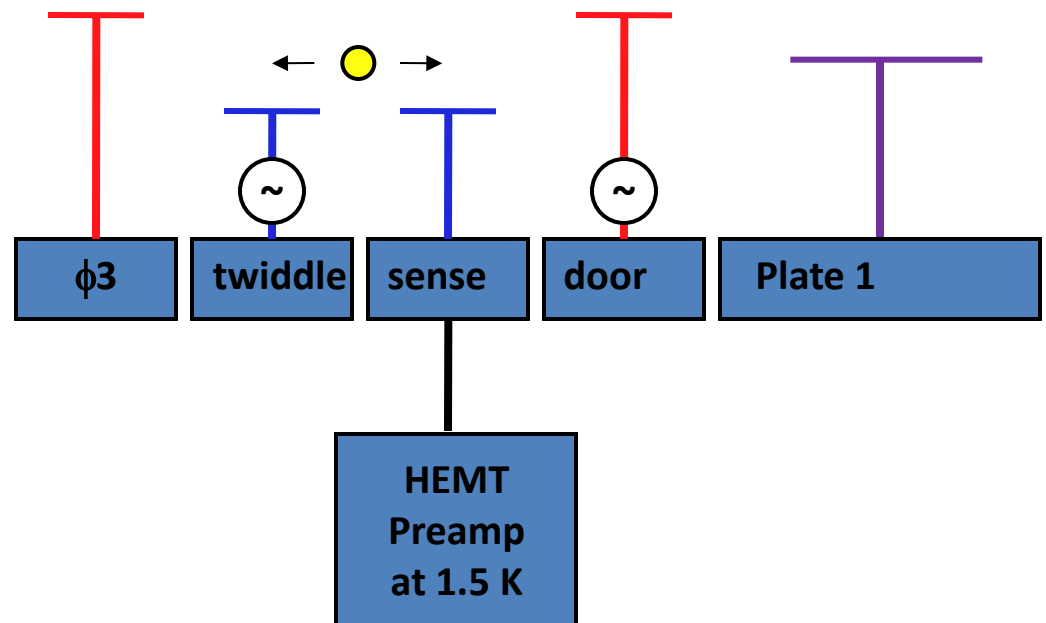 ~
~
ϕ3
twiddle
sense
door
Plate 1
HEMT
Preamp
at 1.5 K